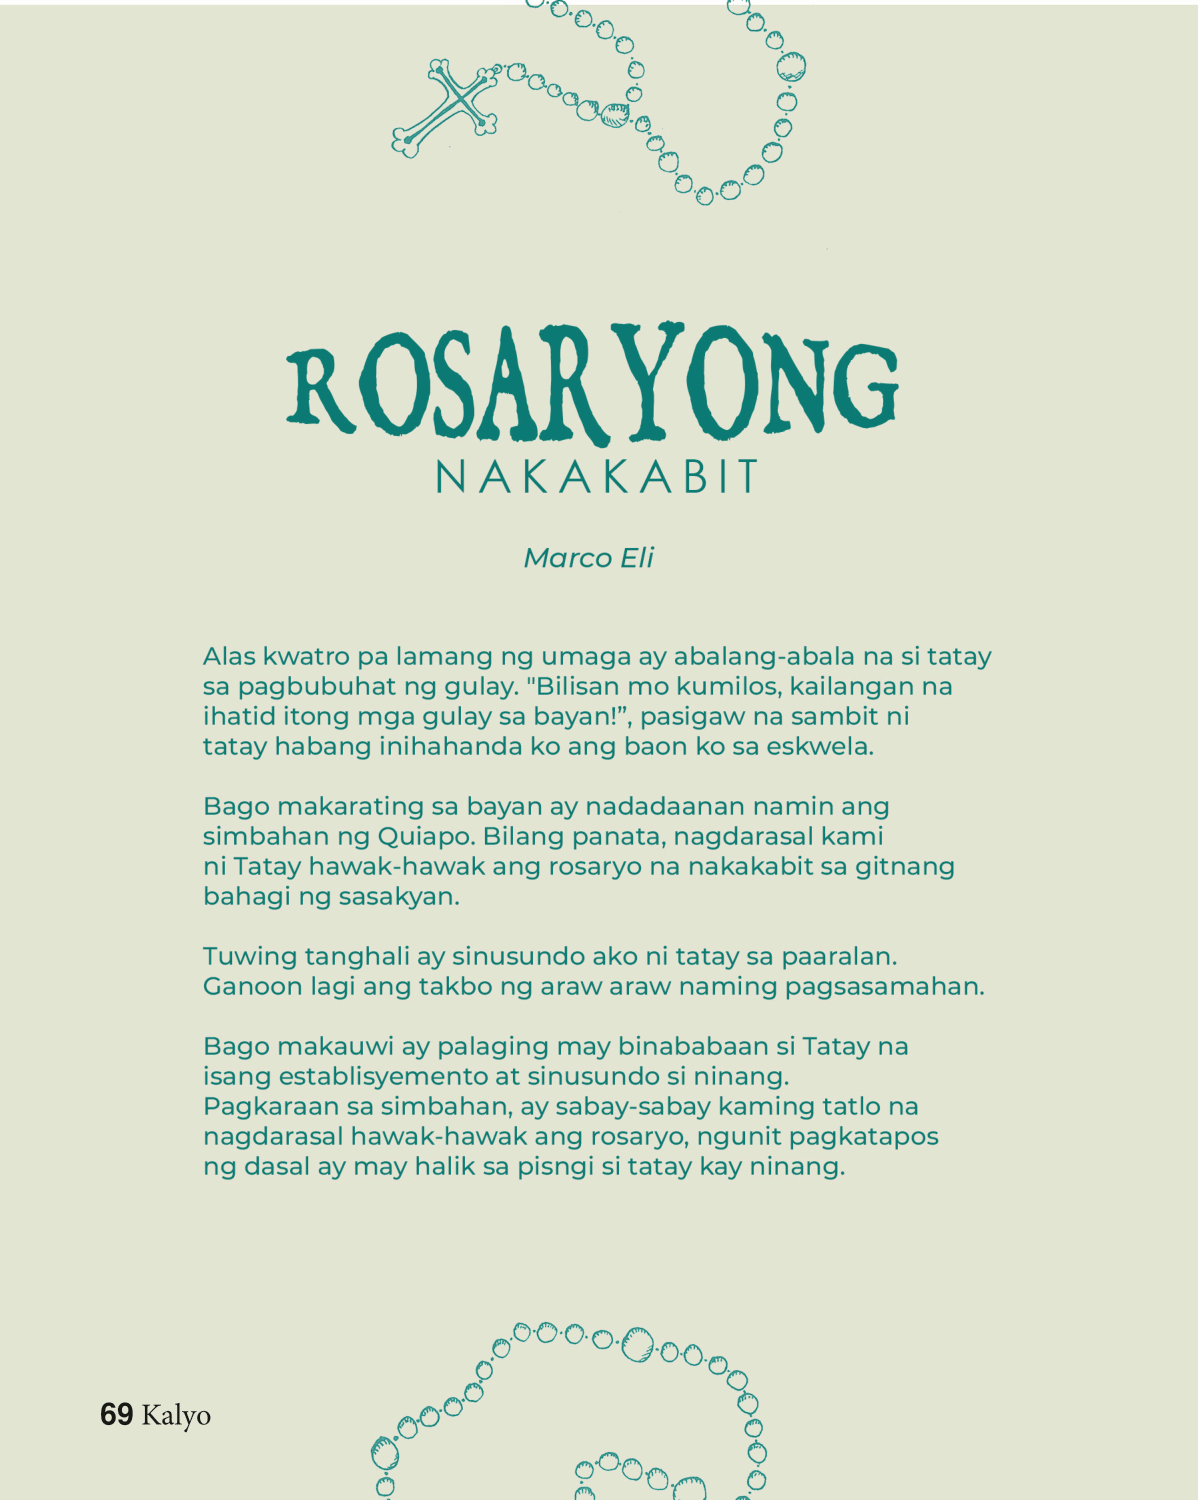 ROSARYONG
NAKAKABIT
Marco Eli
Alas kwatro pa lamang ng umaga ay abalang-abala na si tatay
sa pagbubuhat ng gulay. "Bilisan mo kumilos, kailangan na
ihatid itong mga gulay sa bayan!”, pasigaw na sambit ni
tatay habang inihahanda ko ang baon ko sa eskwela.
Bago makarating sa bayan ay nadadaanan namin ang
simbahan ng Quiapo. Bilang panata, nagdarasal kami
ni Tatay hawak-hawak ang rosaryo na nakakabit sa gitnang
bahagi ng sasakyan.
Tuwing tanghali ay sinusundo ako ni tatay sa paaralan.
Ganoon lagi ang takbo ng araw araw naming pagsasamahan.
Bago makauwi ay palaging may binababaan si Tatay na
isang establisyemento at sinusundo si ninang.
Pagkaraan sa simbahan, ay sabay-sabay kaming tatlo na
nagdarasal hawak-hawak ang rosaryo, ngunit pagkatapos
ng dasal ay may halik sa pisngi si tatay kay ninang.
69 Kalyo